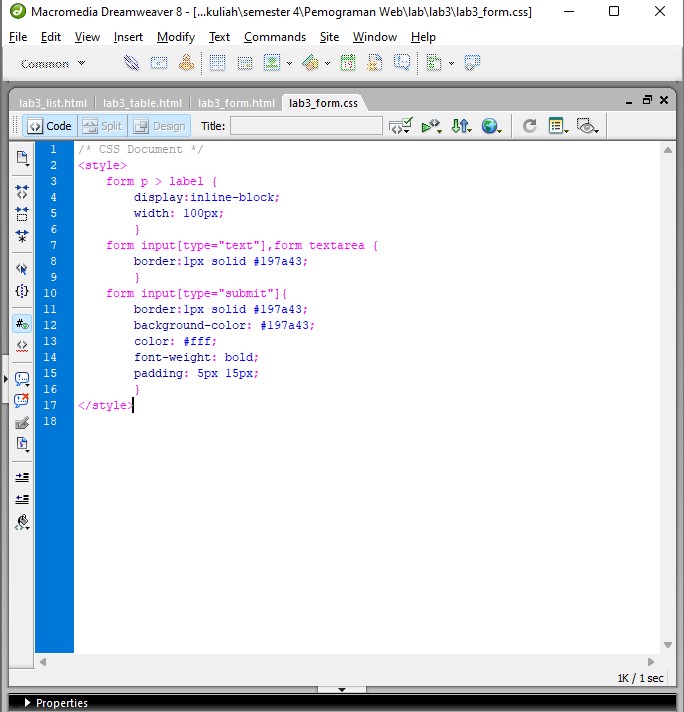 Macromedia Dreamweaver 8 - [...kuliah\semester 4\Pemograman Web\lab\lab3\lab3_form.css]
File Edit View Insert Modify Text Commands Site Window Help
Common
lab3_list.html lab3_table.html lab3_form.html lab3_form.css
Code Split Design Title:
1 /* CSS Document */
2 <style>
3 form p > label {
4 display:inline-block;
5 width: 100px;
6 }
7 form input[type="text"],form textarea {
8 border:1px solid #197a43;
9 }
10 form input[type="submit"]{
11 border:1px solid #197a43;
12 background-color: #197a43;
13 color: #fff;
14 font-weight: bold;
15 padding: 5px 15px;
16 }
17 </style>
18
1K / 1 sec
Properties